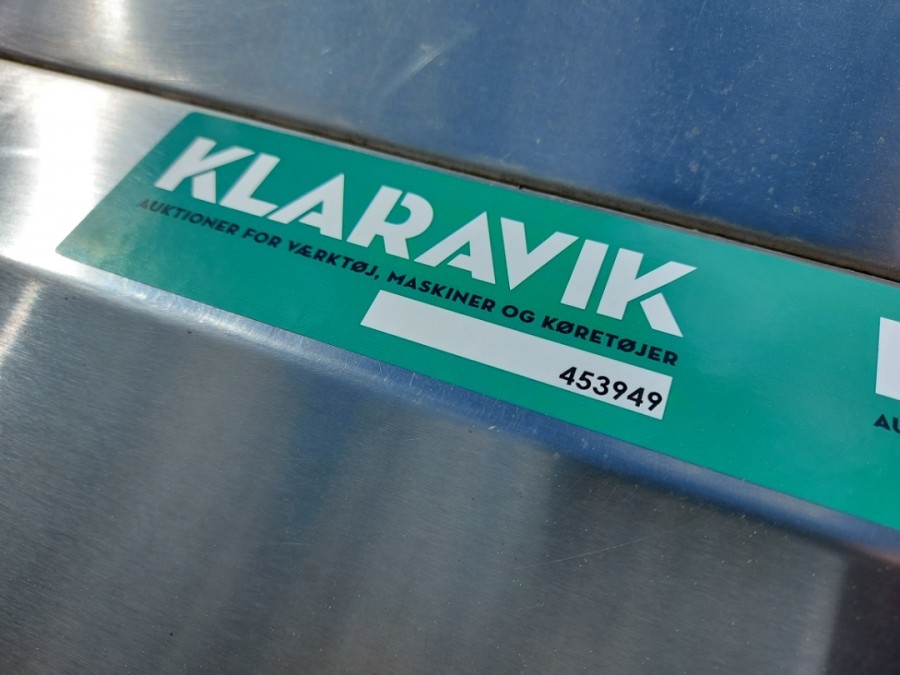 KLARAVIK
AUKTIONER FOR VÆRKTØJ, MASKINER OG KØRETØJER
453949